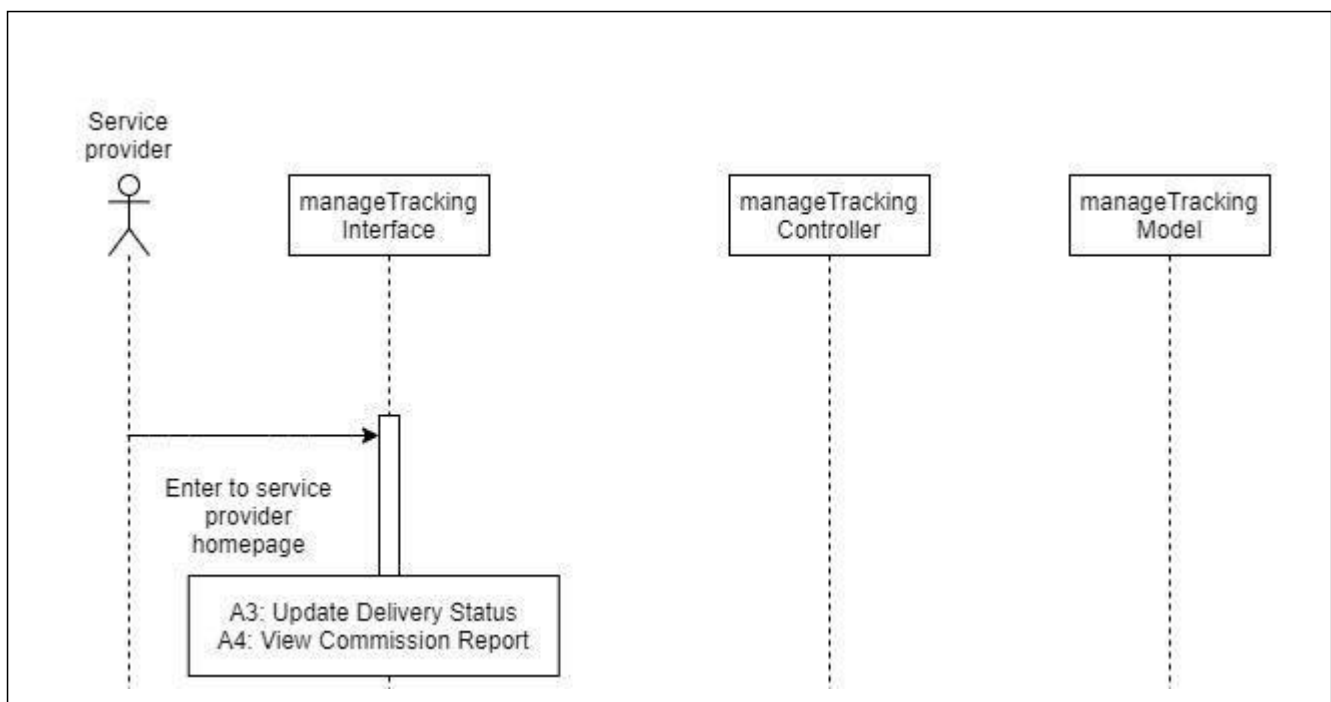 Service
provider
manageTracking
Interface
manageTracking
Controller
manageTracking
Model
Enter to service
provider
homepage
A3: Update Delivery Status
A4: View Commission Report